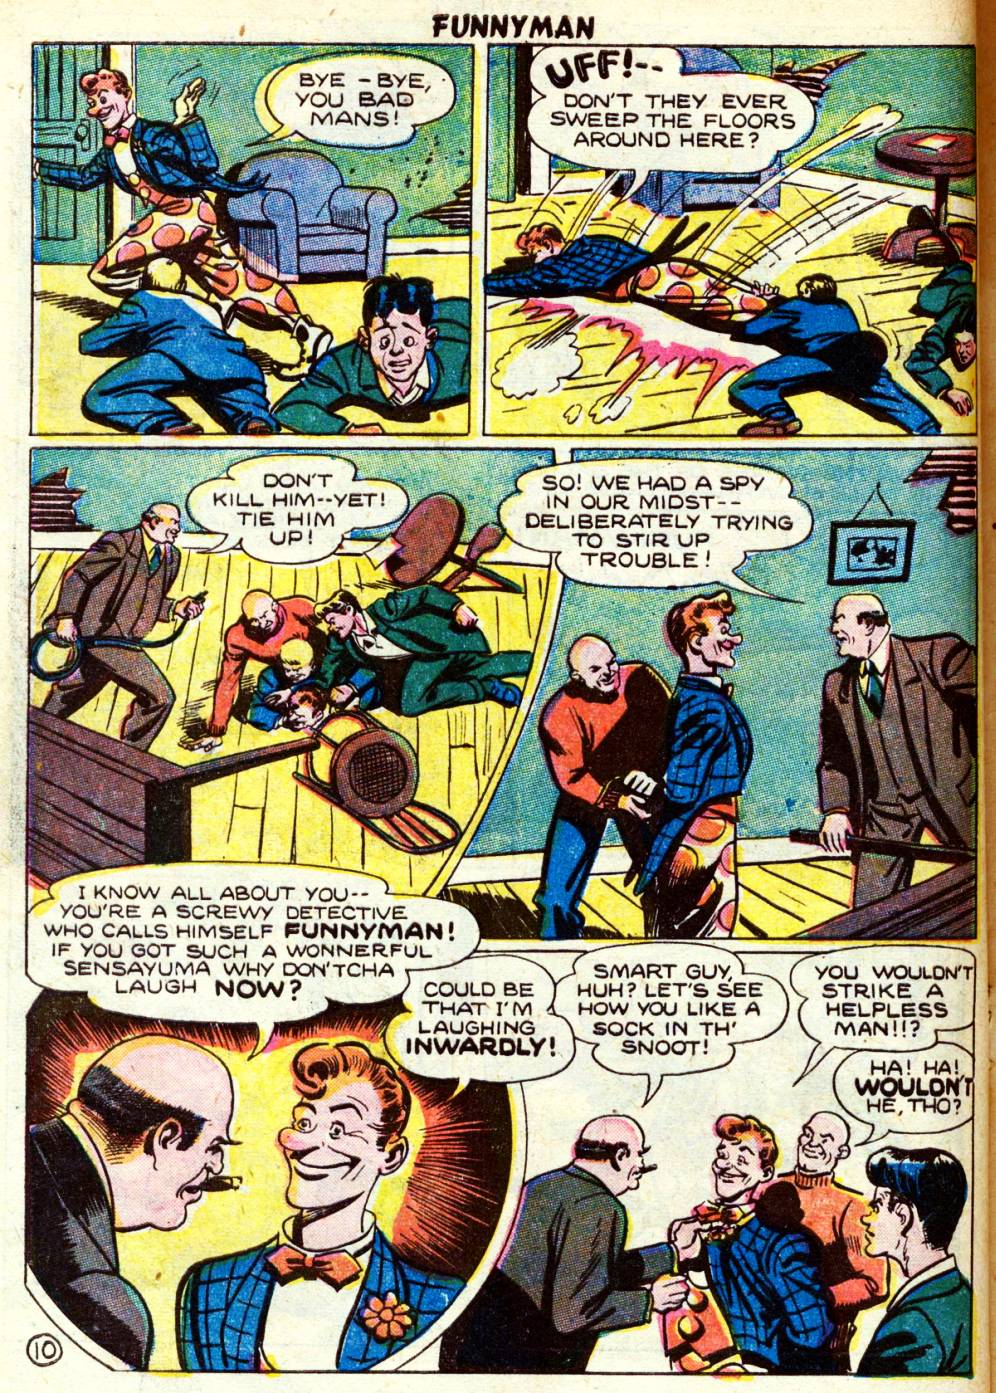 FUNNYMAN
BYE - BYE,
YOU BAD
MANS!
UFF!--
DON'T THEY EVER
SWEEP THE FLOORS
AROUND HERE?
DON'T
KILL HIM--YET!
TIE HIM
UP!
SO! WE HAD A SPY
IN OUR MIDST--
DELIBERATELY TRYING
TO STIR UP
TROUBLE!
I KNOW ALL ABOUT YOU--
YOU'RE A SCREWY DETECTIVE
WHO CALLS HIMSELF FUNNYMAN!
IF YOU GOT SUCH A WONNERFUL
SENSAYUMA WHY DON'TCHA
LAUGH NOW?
COULD BE
THAT I'M
LAUGHING
INWARDLY!
SMART GUY,
HUH? LET'S SEE
HOW YOU LIKE A
SOCK IN TH'
SNOOT!
YOU WOULDN'T
STRIKE A
HELPLESS
MAN!!?
HA! HA!
WOULDN'T
HE, THO?
10